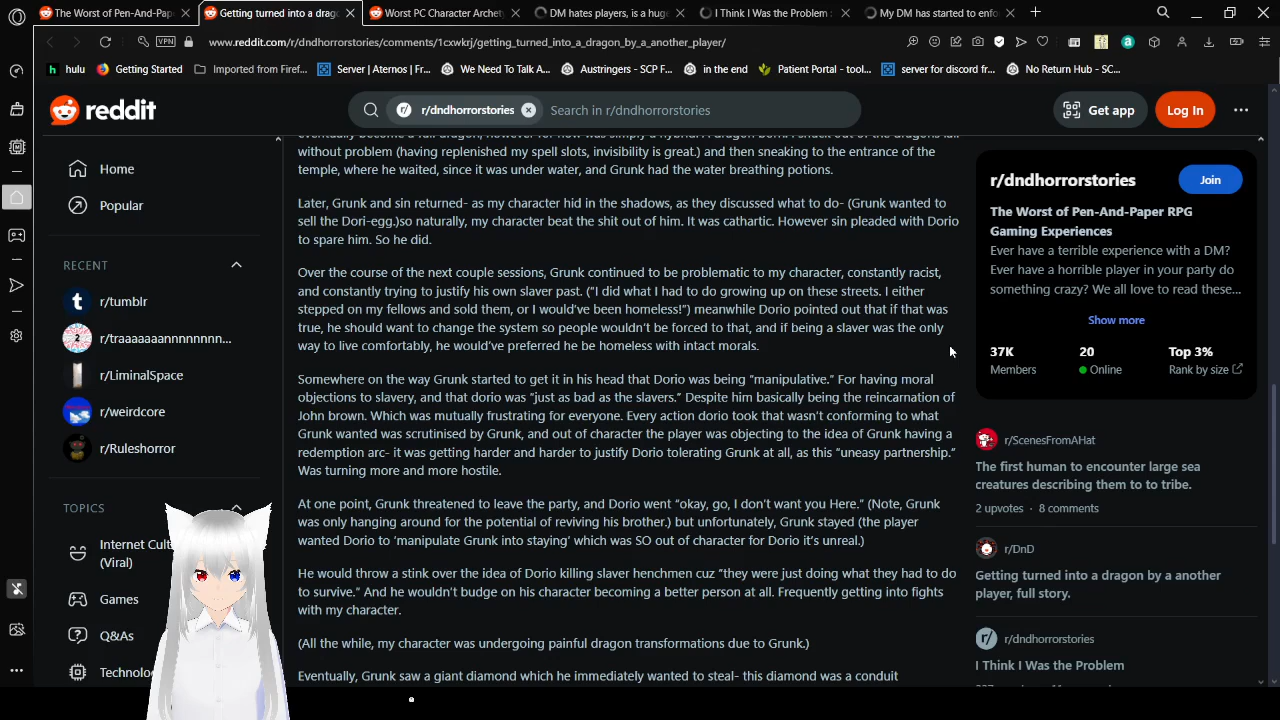 The Worst of Pen-And-Pape
Getting turned into a drago
Worst PC Character Archety
DM hates players, is a huge
I Think I Was the Problem
My DM has started to enfo
VPN
www.reddit.com/r/dndhorrorstories/comments/1cxwkrj/getting_turned_into_a_dragon_by_a_another_player/
hulu
Getting Started
Imported from Firef...
Server | Aternos | Fr...
We Need To Talk A...
Austringers - SCP F...
in the end
Patient Portal - tool...
server for discord fr...
No Return Hub - SC...
reddit
r/dndhorrorstories
Search in r/dndhorrorstories
Get app
Log In
Home
Popular
RECENT
r/tumblr
r/traaaaaaannnnnnnn...
r/LiminalSpace
r/weirdcore
r/Ruleshorror
TOPICS
Internet Cult
(Viral)
Games
Q&As
Technolo
without problem (having replenished my spell slots, invisibility is great.) and then sneaking to the entrance of the
temple, where he waited, since it was under water, and Grunk had the water breathing potions.
Later, Grunk and sin returned- as my character hid in the shadows, as they discussed what to do- (Grunk wanted to
sell the Dori-egg.)so naturally, my character beat the shit out of him. It was cathartic. However sin pleaded with Dorio
to spare him. So he did.
Over the course of the next couple sessions, Grunk continued to be problematic to my character, constantly racist,
and constantly trying to justify his own slaver past. ("I did what I had to do growing up on these streets. I either
stepped on my fellows and sold them, or I would've been homeless!") meanwhile Dorio pointed out that if that was
true, he should want to change the system so people wouldn't be forced to that, and if being a slaver was the only
way to live comfortably, he would've preferred he be homeless with intact morals.
Somewhere on the way Grunk started to get it in his head that Dorio was being "manipulative." For having moral
objections to slavery, and that dorio was "just as bad as the slavers." Despite him basically being the reincarnation of
John brown. Which was mutually frustrating for everyone. Every action dorio took that wasn't conforming to what
Grunk wanted was scrutinised by Grunk, and out of character the player was objecting to the idea of Grunk having a
redemption arc- it was getting harder and harder to justify Dorio tolerating Grunk at all, as this "uneasy partnership."
Was turning more and more hostile.
At one point, Grunk threatened to leave the party, and Dorio went "okay, go, I don't want you Here." (Note, Grunk
was only hanging around for the potential of reviving his brother.) but unfortunately, Grunk stayed (the player
wanted Dorio to 'manipulate Grunk into staying' which was SO out of character for Dorio it's unreal.)
He would throw a stink over the idea of Dorio killing slaver henchmen cuz "they were just doing what they had to do
to survive." And he wouldn't budge on his character becoming a better person at all. Frequently getting into fights
with my character.
(All the while, my character was undergoing painful dragon transformations due to Grunk.)
Eventually, Grunk saw a giant diamond which he immediately wanted to steal- this diamond was a conduit
r/dndhorrorstories
Join
The Worst of Pen-And-Paper RPG
Gaming Experiences
Ever have a terrible experience with a DM?
Ever have a horrible player in your party do
something crazy? We all love to read these...
Show more
37K
Members
20
Online
Top 3%
Rank by size
r/ScenesFromAHat
The first human to encounter large sea
creatures describing them to to tribe.
2 upvotes · 8 comments
r/DnD
Getting turned into a dragon by a another
player, full story.
r/dndhorrorstories
I Think I Was the Problem